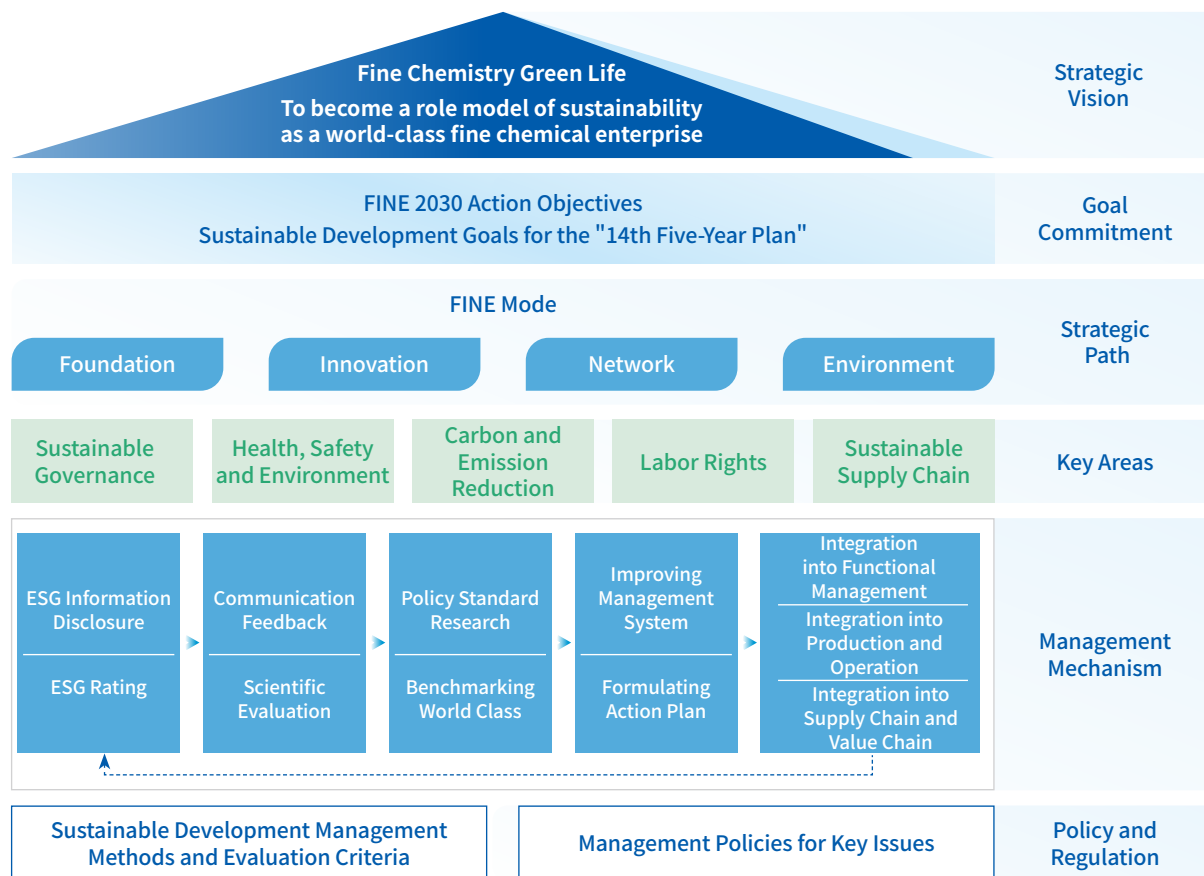 Fine Chemistry Green Life
To become a role model of sustainability
as a world-class fine chemical enterprise
Strategic
Vision
FINE 2030 Action Objectives
Sustainable Development Goals for the "14th Five-Year Plan"
Goal
Commitment
FINE Mode
Foundation
Innovation
Network
Environment
Strategic
Path
Sustainable
Governance
Health, Safety
and Environment
Carbon and
Emission
Reduction
Labor Rights
Sustainable
Supply Chain
Key Areas
ESG Information
Disclosure
ESG Rating
Communication
Feedback
Scientific
Evaluation
Policy Standard
Research
Benchmarking
World Class
Improving
Management
System
Formulating
Action Plan
Integration
into Functional
Management
Integration into
Production and
Operation
Integration into
Supply Chain and
Value Chain
Management
Mechanism
Sustainable Development Management
Methods and Evaluation Criteria
Management Policies for Key Issues
Policy and
Regulation